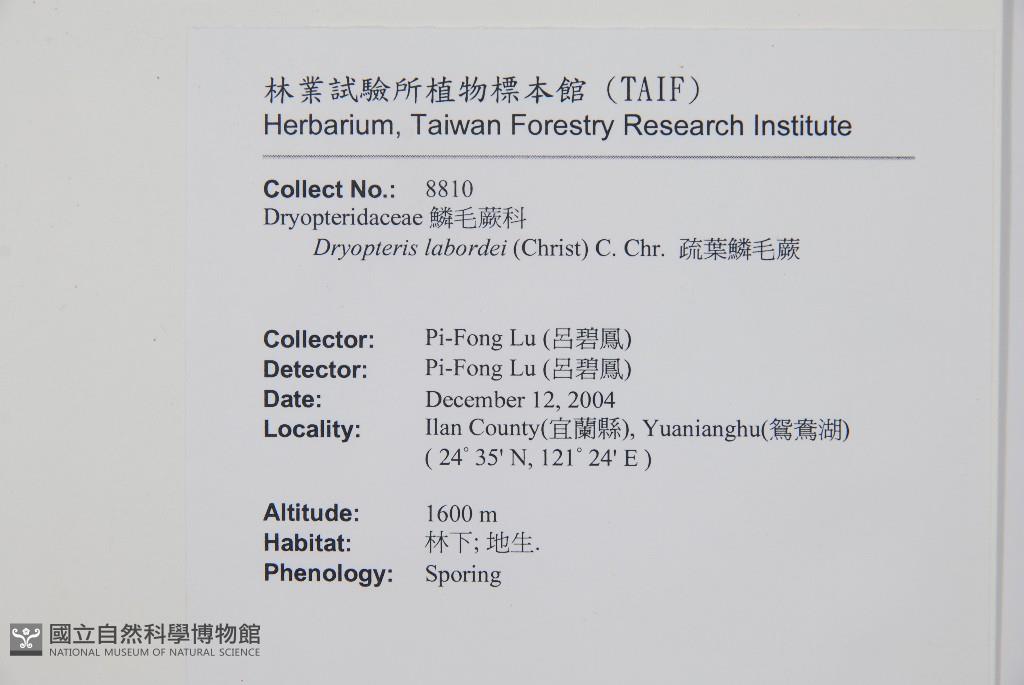 林業試驗所植物標本館 (TAIF)
Herbarium, Taiwan Forestry Research Institute
Collect No.: 8810
Dryopteridaceae 鱗毛蕨科
Dryopteris labordei (Christ) C. Chr. 疏葉鱗毛蕨
Collector: Pi-Fong Lu (呂碧鳳)
Detector: Pi-Fong Lu (呂碧鳳)
Date: December 12, 2004
Locality: Ilan County(宜蘭縣), Yuanianghu(鴛鴦湖)
( 24° 35' N, 121° 24' E )
Altitude: 1600 m
Habitat: 林下; 地生.
Phenology: Sporing
國立自然科學博物館
NATIONAL MUSEUM OF NATURAL SCIENCE